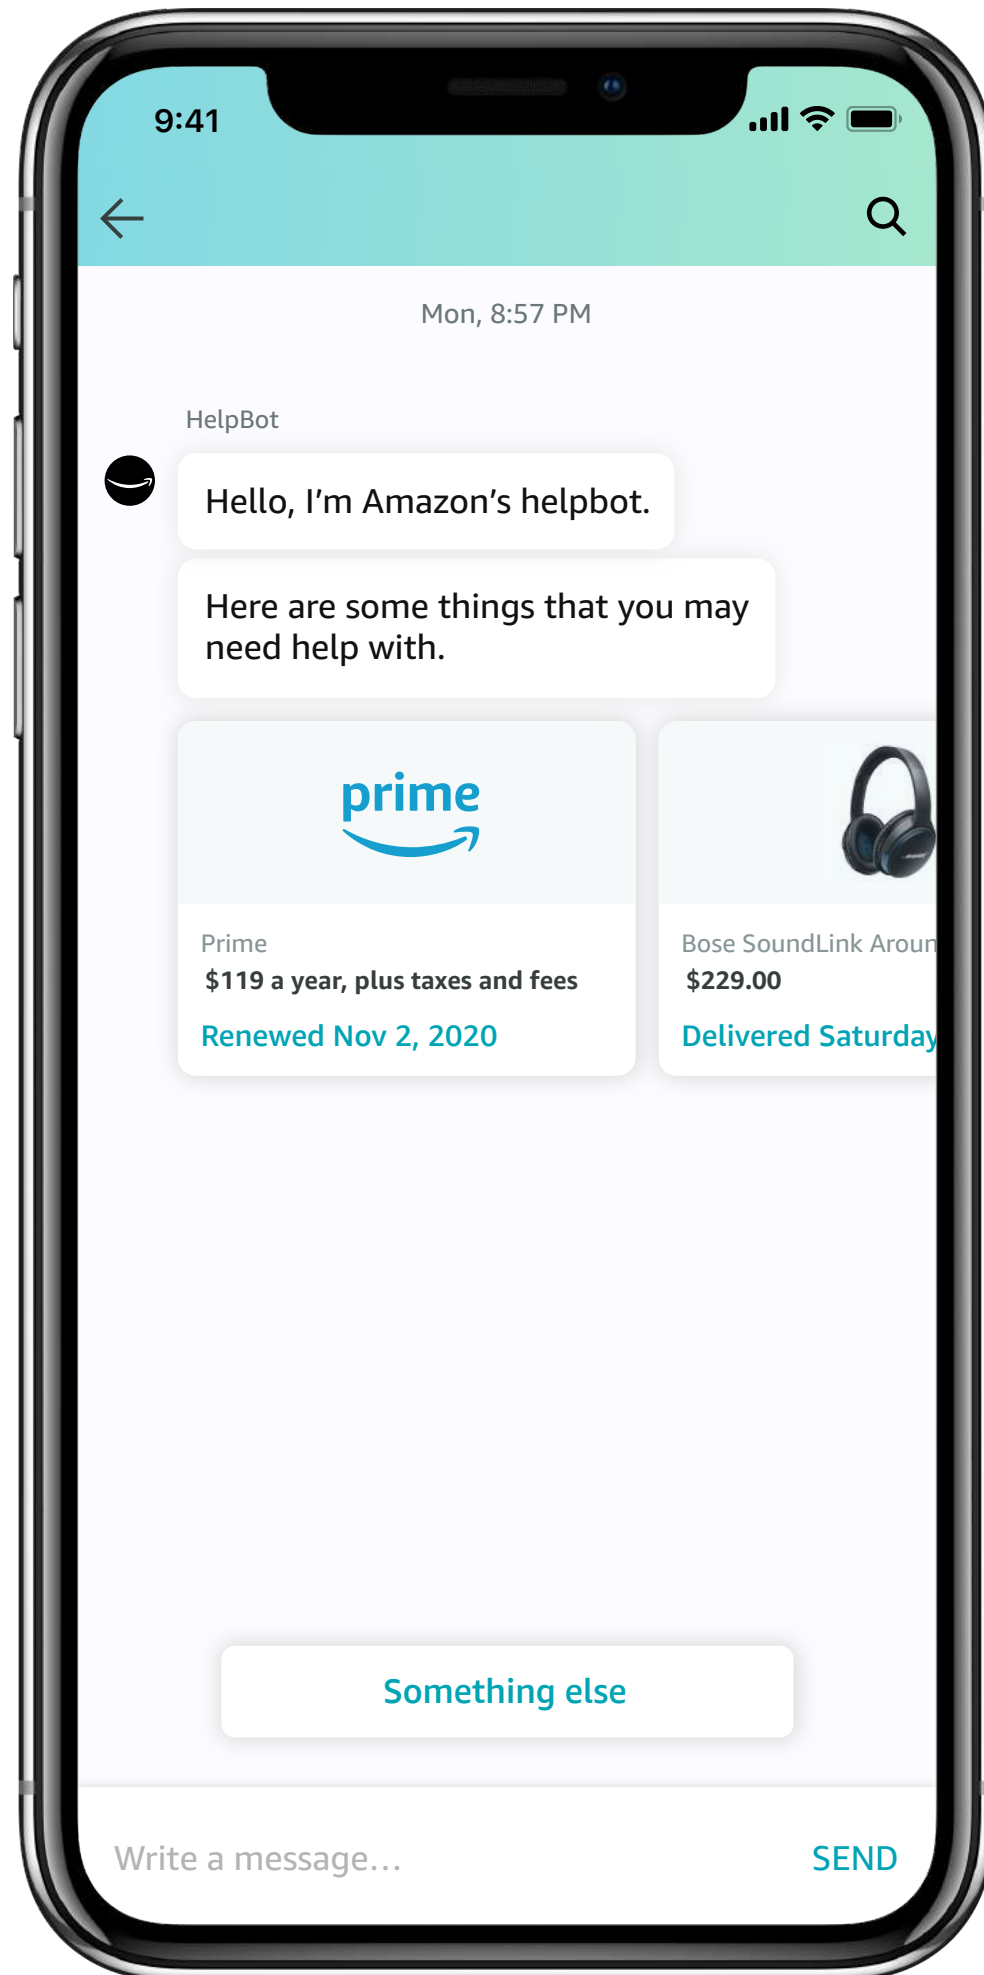 9:41
Mon, 8:57 PM
HelpBot
Hello, I'm Amazon's helpbot.
Here are some things that you may
need help with.
prime
Prime
$119 a year, plus taxes and fees
Renewed Nov 2, 2020
Bose SoundLink Aroun
$229.00
Delivered Saturday
Something else
Write a message...
SEND